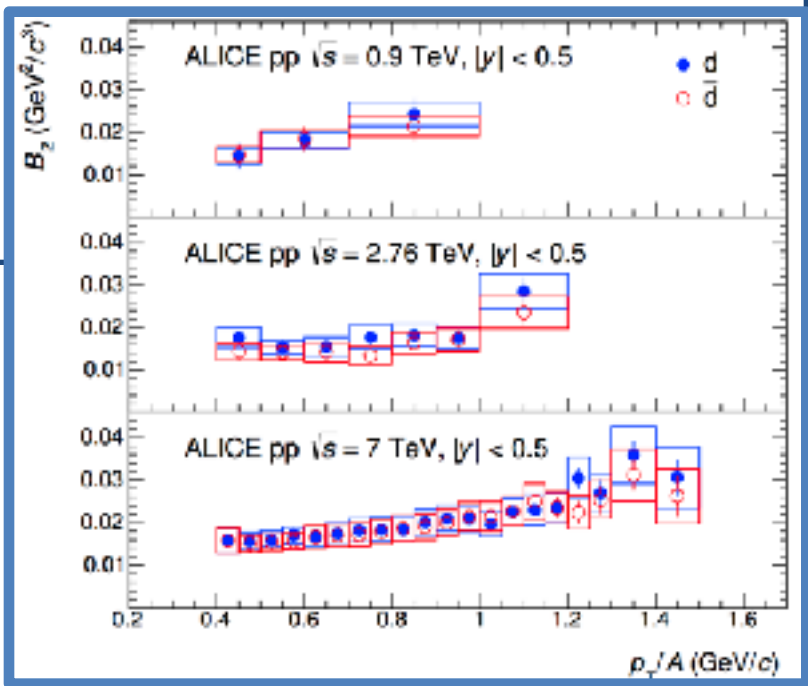 B₂ (GeV²/c³)
ALICE pp √s = 0.9 TeV, |y| < 0.5
d
d̅
0.04
0.03
0.02
0.01
ALICE pp √s = 2.76 TeV, |y| < 0.5
0.04
0.03
0.02
0.01
ALICE pp √s = 7 TeV, |y| < 0.5
0.04
0.03
0.02
0.01
0.2 0.4 0.6 0.8 1 1.2 1.4 1.6
p_T/A (GeV/c)